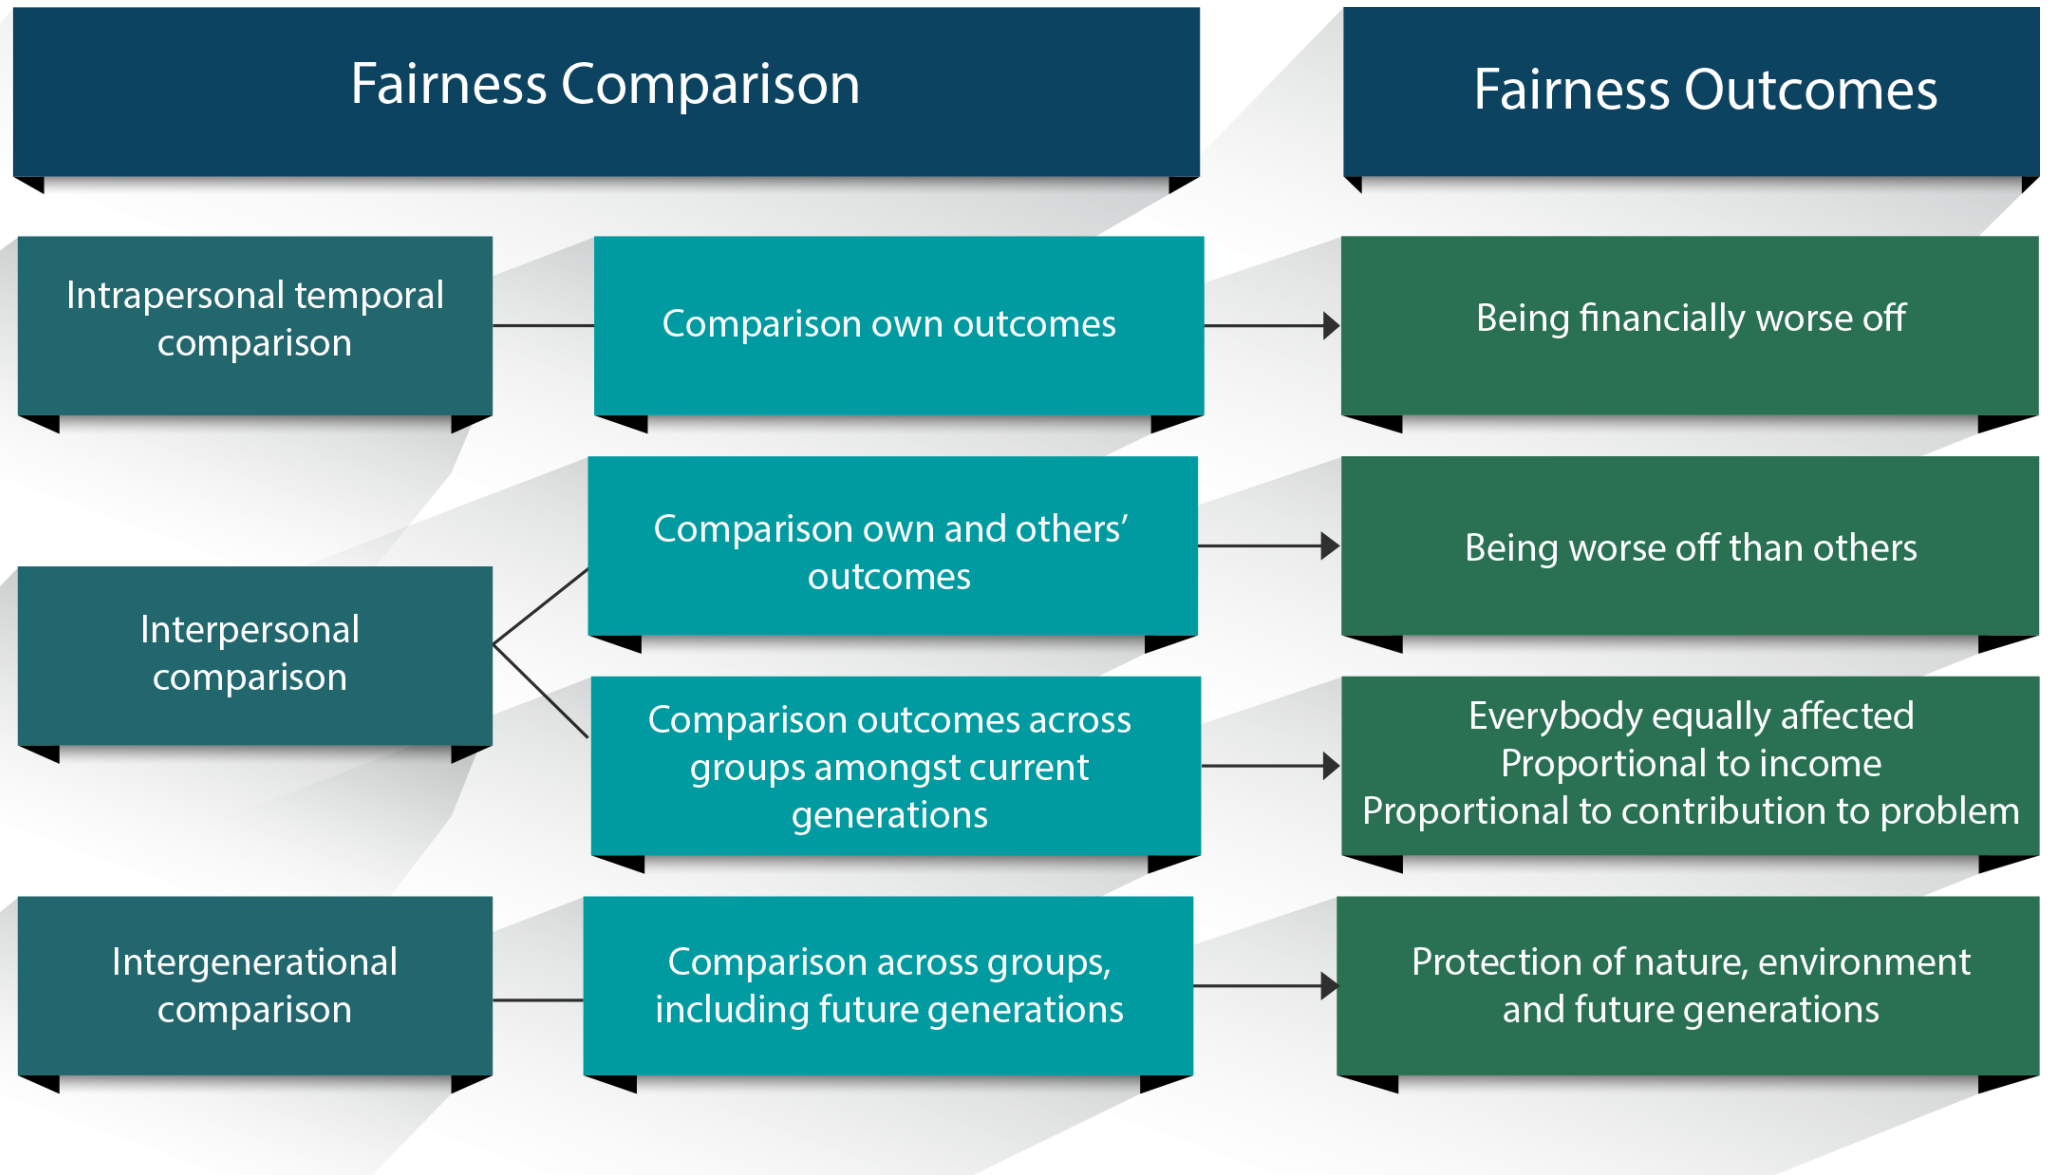 Fairness Comparison
Fairness Outcomes
Intrapersonal temporal
comparison
Comparison own outcomes
Being financially worse off
Interpersonal
comparison
Comparison own and others’
outcomes
Being worse off than others
Comparison outcomes across
groups amongst current
generations
Everybody equally affected
Proportional to income
Proportional to contribution to problem
Intergenerational
comparison
Comparison across groups,
including future generations
Protection of nature, environment
and future generations